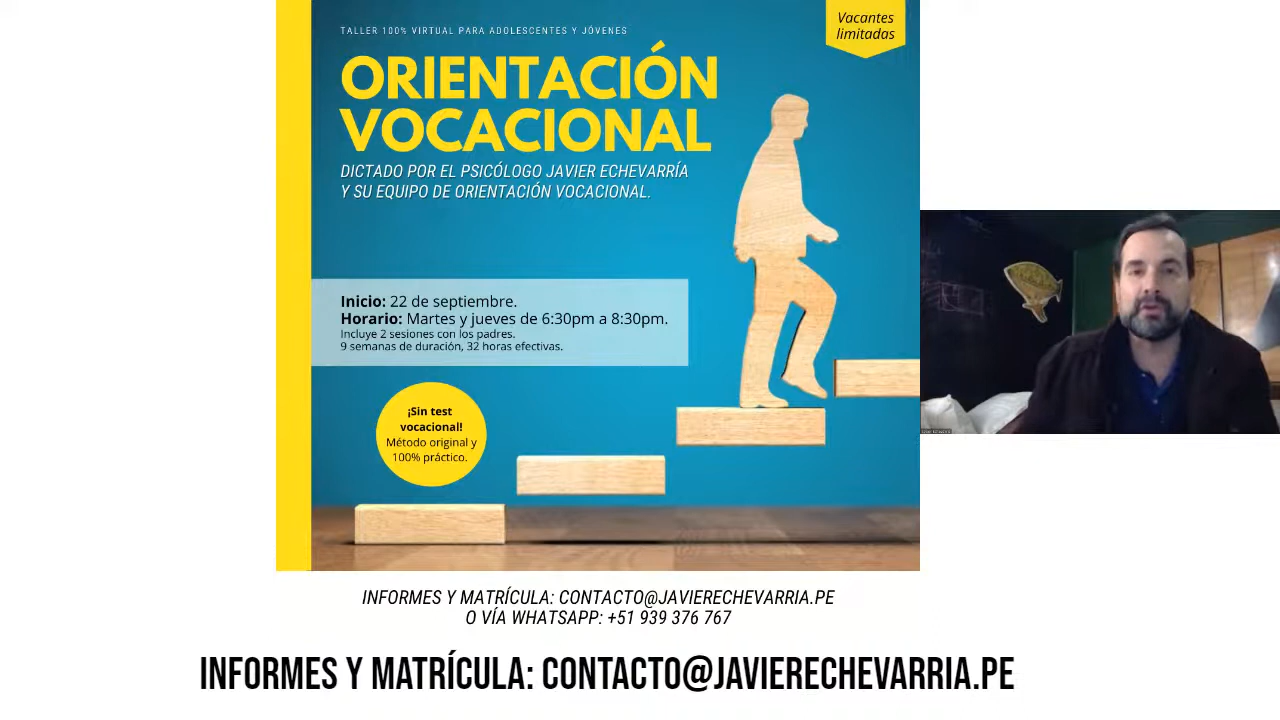 TALLER 100% VIRTUAL PARA ADOLESCENTES Y JÓVENES
Vacantes
limitadas
ORIENTACIÓN
VOCACIONAL
DICTADO POR EL PSICÓLOGO JAVIER ECHEVARRÍA
Y SU EQUIPO DE ORIENTACIÓN VOCACIONAL.
Inicio: 22 de septiembre.
Horario: Martes y jueves de 6:30pm a 8:30pm.
Incluye 2 sesiones con los padres.
9 semanas de duración, 32 horas efectivas.
¡Sin test
vocacional!
Método original y
100% práctico.
INFORMES Y MATRÍCULA: CONTACTO@JAVIERECHEVARRIA.PE
O VÍA WHATSAPP: +51 939 376 767
INFORMES Y MATRÍCULA: CONTACTO@JAVIERECHEVARRIA.PE